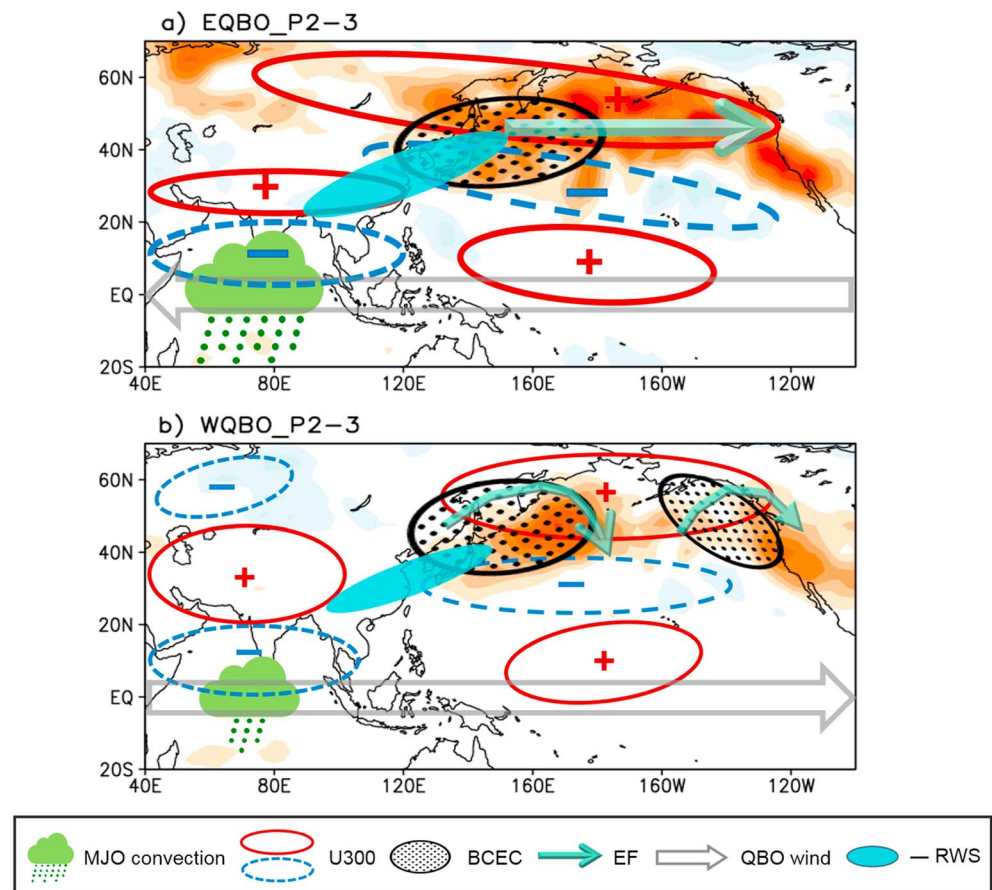 a) EQBO_P2-3
60N
40N
20N
EQ
20S
40E 80E 120E 160E 160W 120W
b) WQBO_P2-3
60N
40N
20N
EQ
20S
40E 80E 120E 160E 160W 120W
MJO convection U300 BCEC EF QBO wind — RWS